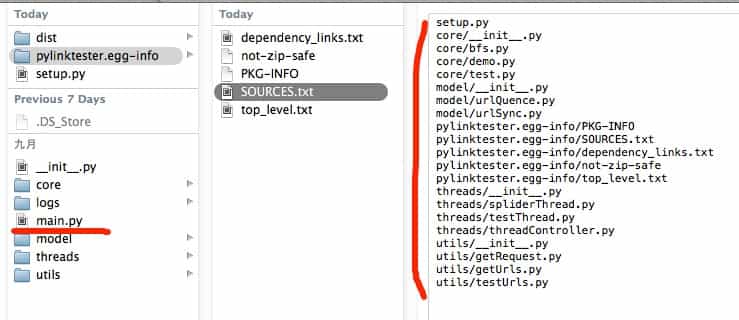 Today
dist
pylinktester.egg-info
setup.py
Previous 7 Days
.DS_Store
九月
__init__.py
core
logs
main.py
model
threads
utils
Today
dependency_links.txt
not-zip-safe
PKG-INFO
SOURCES.txt
top_level.txt
setup.py
core/__init__.py
core/bfs.py
core/demo.py
core/test.py
model/__init__.py
model/urlQuence.py
model/urlSync.py
pylinktester.egg-info/PKG-INFO
pylinktester.egg-info/SOURCES.txt
pylinktester.egg-info/dependency_links.txt
pylinktester.egg-info/not-zip-safe
pylinktester.egg-info/top_level.txt
threads/__init__.py
threads/spliderThread.py
threads/testThread.py
threads/threadController.py
utils/__init__.py
utils/getRequest.py
utils/getUrls.py
utils/testUrls.py